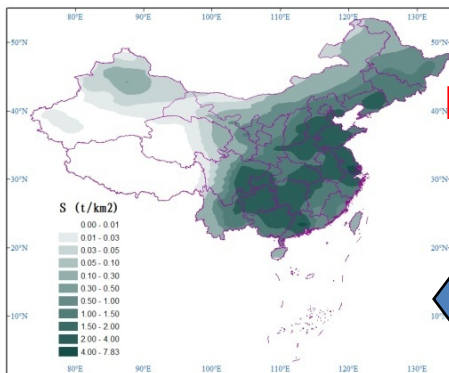 80°E 90°E 100°E 110°E 120°E 130°E
50°N 50°N
40°N 40°N
30°N 30°N
20°N
10°N 10°N
S (t/km2)
0.00 - 0.01
0.01 - 0.03
0.03 - 0.05
0.05 - 0.10
0.10 - 0.30
0.30 - 0.50
0.50 - 1.00
1.00 - 1.50
1.50 - 2.00
2.00 - 4.00
4.00 - 7.83
80°E 90°E 100°E 110°E 120°E 130°E